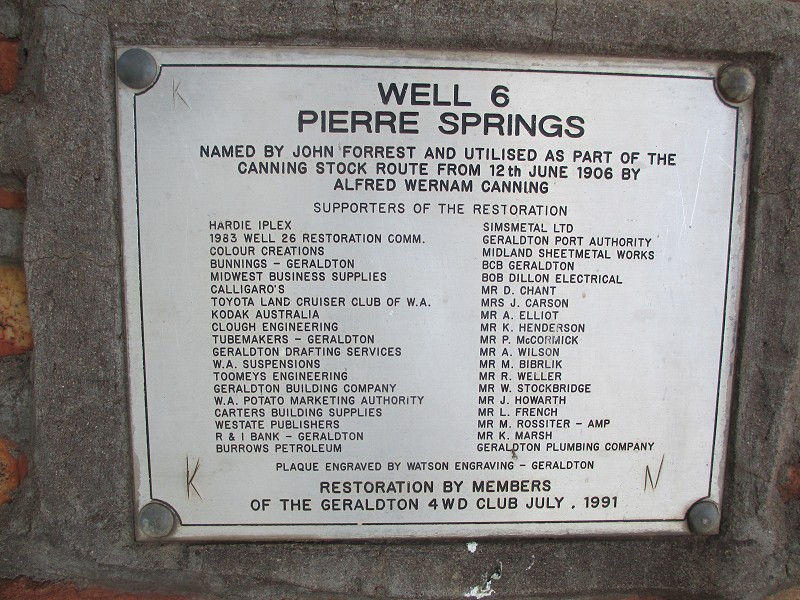 K
WELL 6
PIERRE SPRINGS
NAMED BY JOHN FORREST AND UTILISED AS PART OF THE
CANNING STOCK ROUTE FROM 12th JUNE 1906 BY
ALFRED WERNAM CANNING
SUPPORTERS OF THE RESTORATION
HARDIE IPLEX
1983 WELL 26 RESTORATION COMM.
COLOUR CREATIONS
BUNNINGS – GERALDTON
MIDWEST BUSINESS SUPPLIES
CALLIGARO'S
TOYOTA LAND CRUISER CLUB OF W.A.
KODAK AUSTRALIA
CLOUGH ENGINEERING
TUBEMAKERS – GERALDTON
GERALDTON DRAFTING SERVICES
W.A. SUSPENSIONS
TOOMEYS ENGINEERING
GERALDTON BUILDING COMPANY
W.A. POTATO MARKETING AUTHORITY
CARTERS BUILDING SUPPLIES
WESTATE PUBLISHERS
R & I BANK – GERALDTON
BURROWS PETROLEUM
SIMSMETAL LTD
GERALDTON PORT AUTHORITY
MIDLAND SHEETMETAL WORKS
BCB GERALDTON
BOB DILLON ELECTRICAL
MR D. CHANT
MRS J. CARSON
MR A. ELLIOT
MR K. HENDERSON
MR P. McCORMICK
MR A. WILSON
MR M. BIBRLIK
MR R. WELLER
MR W. STOCKBRIDGE
MR J. HOWARTH
MR L. FRENCH
MR M. ROSSITER – AMP
MR K. MARSH
GERALDTON PLUMBING COMPANY
PLAQUE ENGRAVED BY WATSON ENGRAVING – GERALDTON
K
N
RESTORATION BY MEMBERS
OF THE GERALDTON 4WD CLUB JULY . 1991